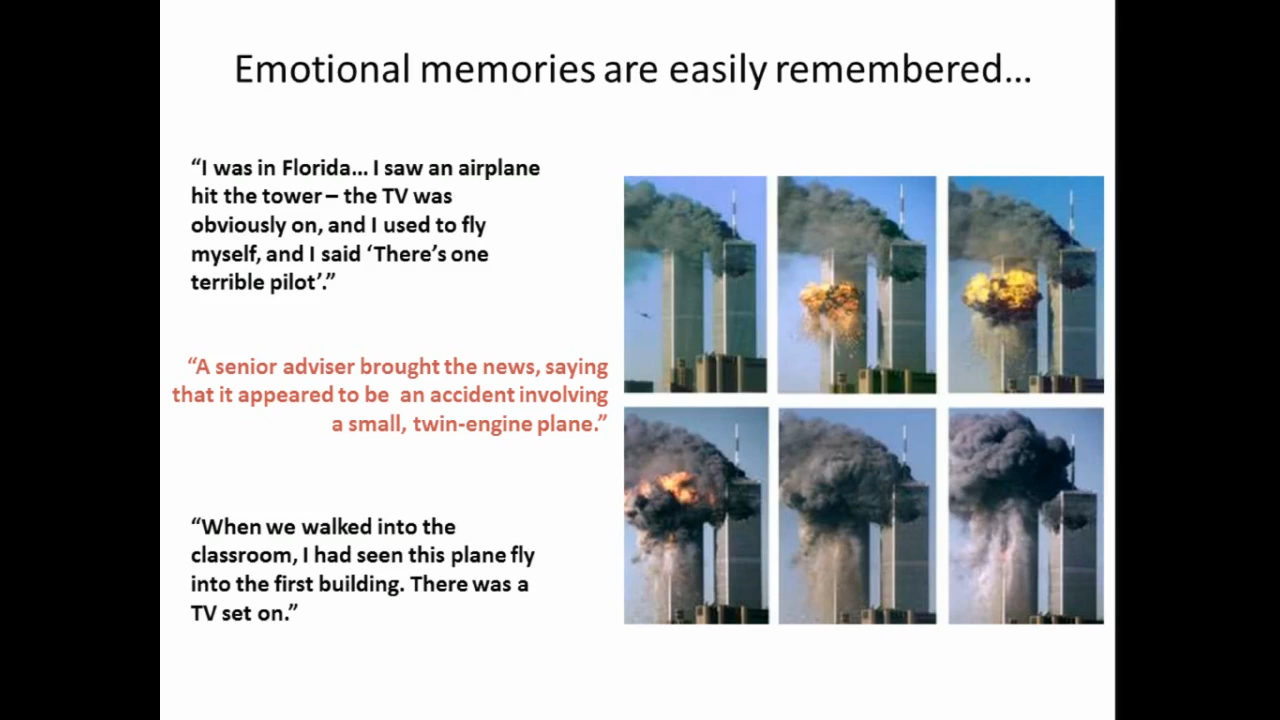 Emotional memories are easily remembered...
“I was in Florida... I saw an airplane
hit the tower – the TV was
obviously on, and I used to fly
myself, and I said ‘There’s one
terrible pilot’.”
“A senior adviser brought the news, saying
that it appeared to be an accident involving
a small, twin-engine plane.”
“When we walked into the
classroom, I had seen this plane fly
into the first building. There was a
TV set on.”